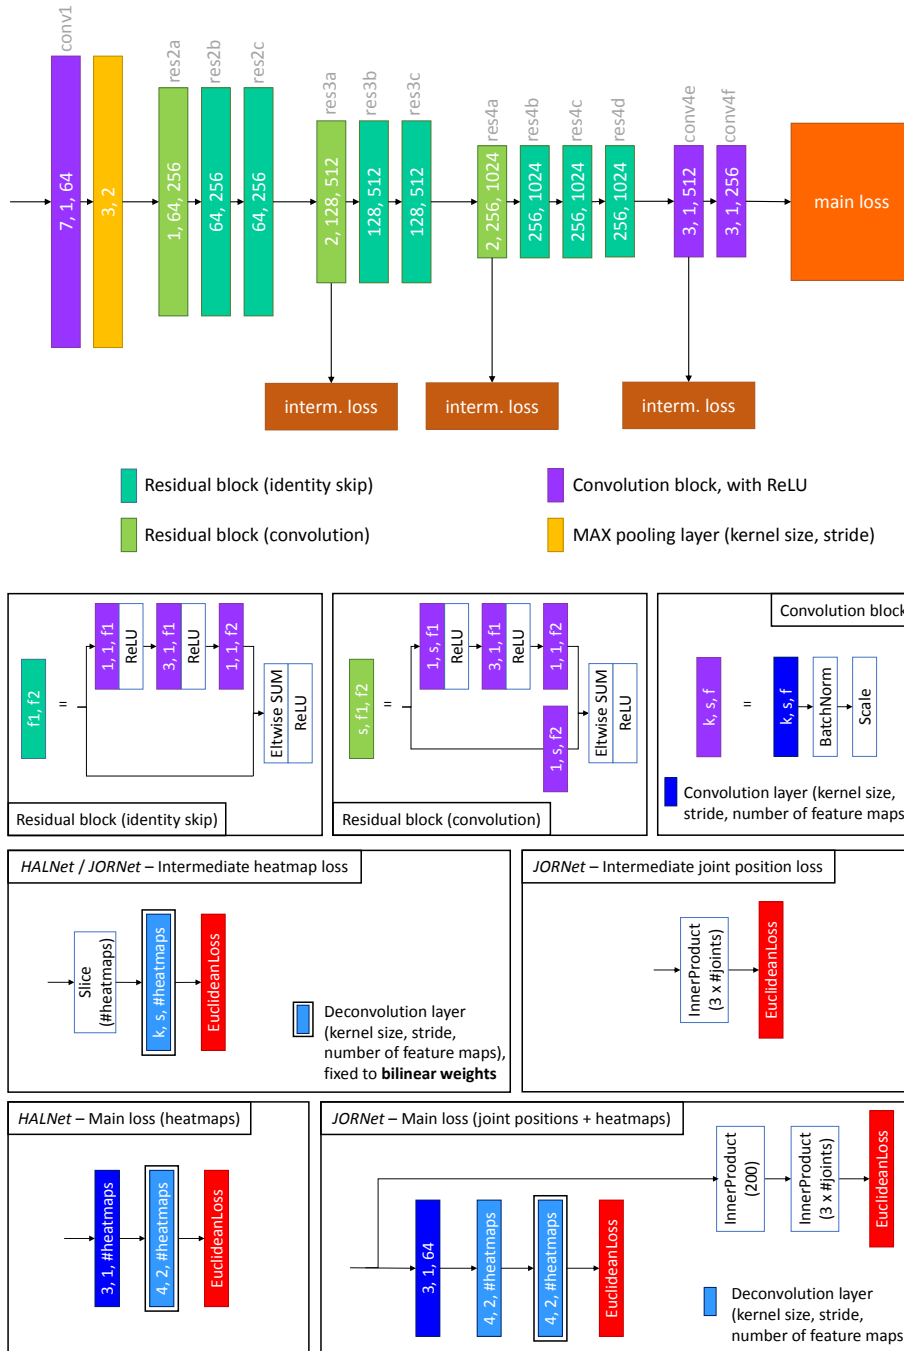 conv1
res2a
res2b
res2c
res3a
res3b
res3c
res4a
res4b
res4c
res4d
conv4e
conv4f
7, 1, 64
3, 2
1, 64, 256
64, 256
64, 256
2, 128, 512
128, 512
128, 512
2, 256, 1024
256, 1024
256, 1024
256, 1024
3, 1, 512
3, 1, 256
main loss
interm. loss
interm. loss
interm. loss
Residual block (identity skip)
Convolution block, with ReLU
Residual block (convolution)
MAX pooling layer (kernel size, stride)
f1, f2
=
1, 1, f1
ReLU
3, 1, f1
ReLU
1, 1, f2
Eltwise SUM
ReLU
Residual block (identity skip)
s, f1, f2
=
1, s, f1
ReLU
3, 1, f1
ReLU
1, 1, f2
1, s, f2
Eltwise SUM
ReLU
Residual block (convolution)
Convolution block
k, s, f
=
k, s, f
BatchNorm
Scale
Convolution layer (kernel size,
stride, number of feature maps
HALNet / JORNet – Intermediate heatmap loss
Slice
(#heatmaps)
k, s, #heatmaps
EuclideanLoss
Deconvolution layer
(kernel size, stride,
number of feature maps),
fixed to bilinear weights
JORNet – Intermediate joint position loss
InnerProduct
(3 x #joints)
EuclideanLoss
HALNet – Main loss (heatmaps)
3, 1, #heatmaps
4, 2, #heatmaps
EuclideanLoss
JORNet – Main loss (joint positions + heatmaps)
InnerProduct
(200)
InnerProduct
(3 x #joints)
EuclideanLoss
3, 1, 64
4, 2, #heatmaps
4, 2, #heatmaps
EuclideanLoss
Deconvolution layer
(kernel size, stride,
number of feature maps